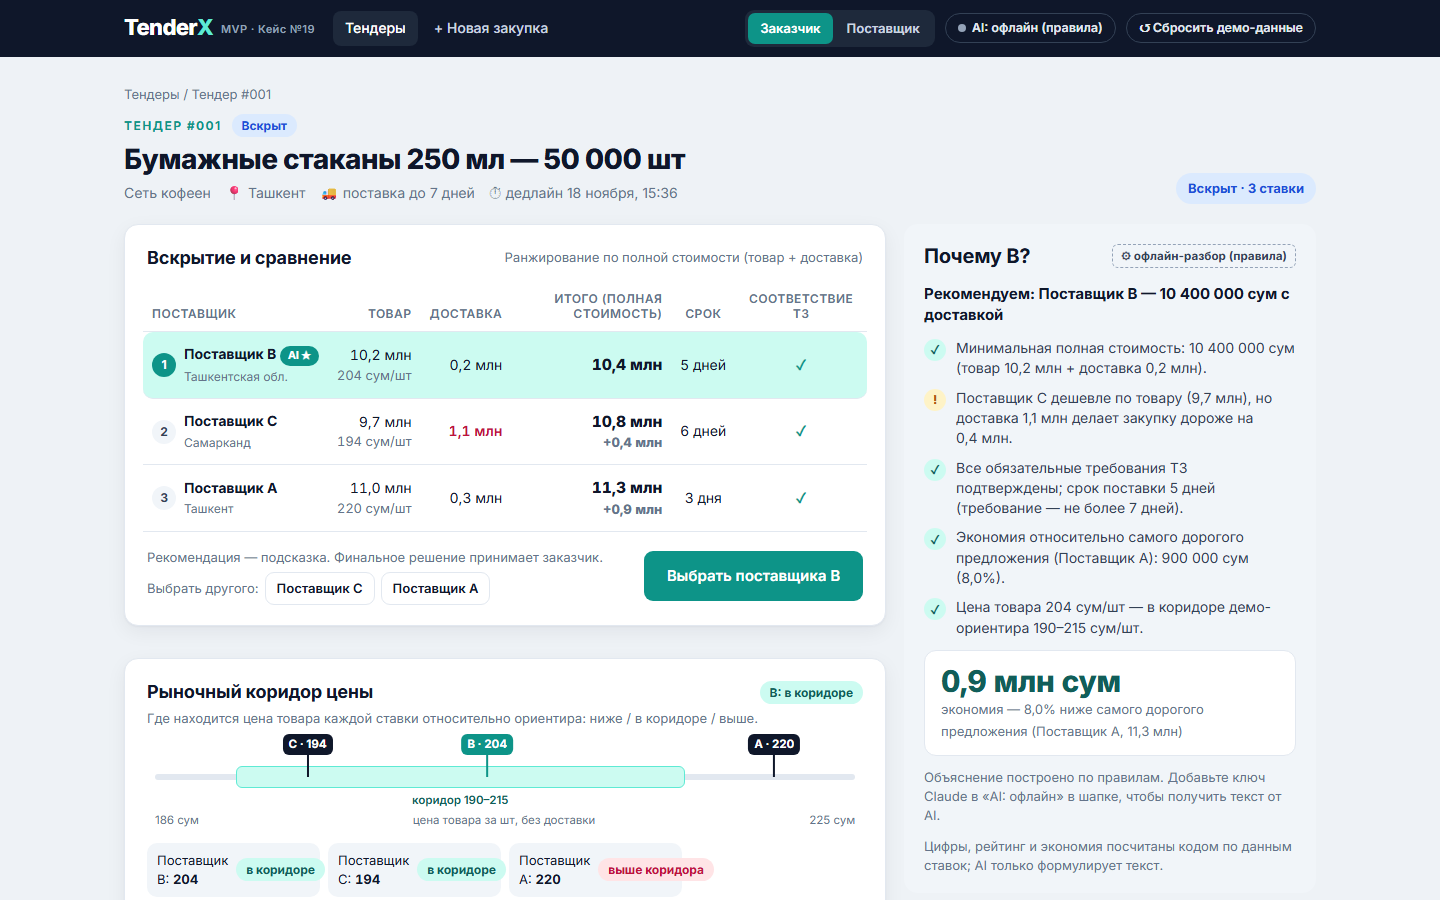 TenderX MVP · Кейс №19 Тендеры + Новая закупка Заказчик Поставщик AI: офлайн (правила) ↺ Сбросить демо-данные
Тендеры / Тендер #001
ТЕНДЕР #001 Вскрыт
Бумажные стаканы 250 мл — 50 000 шт
Сеть кофеен Ташкент поставка до 7 дней дедлайн 18 ноября, 15:36
Вскрыт · 3 ставки
Вскрытие и сравнение
Ранжирование по полной стоимости (товар + доставка)
ПОСТАВЩИК ТОВАР ДОСТАВКА ИТОГО (ПОЛНАЯ СТОИМОСТЬ) СРОК СООТВЕТСТВИЕ ТЗ
1 Поставщик B AI ★ 10,2 млн 0,2 млн 10,4 млн 5 дней ✓
Ташкентская обл. 204 сум/шт
2 Поставщик C 9,7 млн 1,1 млн 10,8 млн 6 дней ✓
Самарканд 194 сум/шт +0,4 млн
3 Поставщик A 11,0 млн 0,3 млн 11,3 млн 3 дня ✓
Ташкент 220 сум/шт +0,9 млн
Рекомендация — подсказка. Финальное решение принимает заказчик.
Выбрать другого: Поставщик C Поставщик A
Выбрать поставщика B
Рыночный коридор цены
B: в коридоре
Где находится цена товара каждой ставки относительно ориентира: ниже / в коридоре / выше.
C · 194 B · 204 A · 220
коридор 190–215
186 сум цена товара за шт, без доставки 225 сум
Поставщик B: 204 в коридоре
Поставщик C: 194 в коридоре
Поставщик A: 220 выше коридора
Почему B?
⚙ офлайн-разбор (правила)
Рекомендуем: Поставщик B — 10 400 000 сум с
доставкой
✓ Минимальная полная стоимость: 10 400 000 сум
(товар 10,2 млн + доставка 0,2 млн).
! Поставщик C дешевле по товару (9,7 млн), но
доставка 1,1 млн делает закупку дороже на
0,4 млн.
✓ Все обязательные требования ТЗ
подтверждены; срок поставки 5 дней
(требование — не более 7 дней).
✓ Экономия относительно самого дорогого
предложения (Поставщик A): 900 000 сум
(8,0%).
✓ Цена товара 204 сум/шт — в коридоре демо-
ориентира 190–215 сум/шт.
0,9 млн сум
экономия — 8,0% ниже самого дорогого
предложения (Поставщик A, 11,3 млн)
Объяснение построено по правилам. Добавьте ключ
Claude в «AI: офлайн» в шапке, чтобы получить текст от
AI.
Цифры, рейтинг и экономия посчитаны кодом по данным
ставок; AI только формулирует текст.